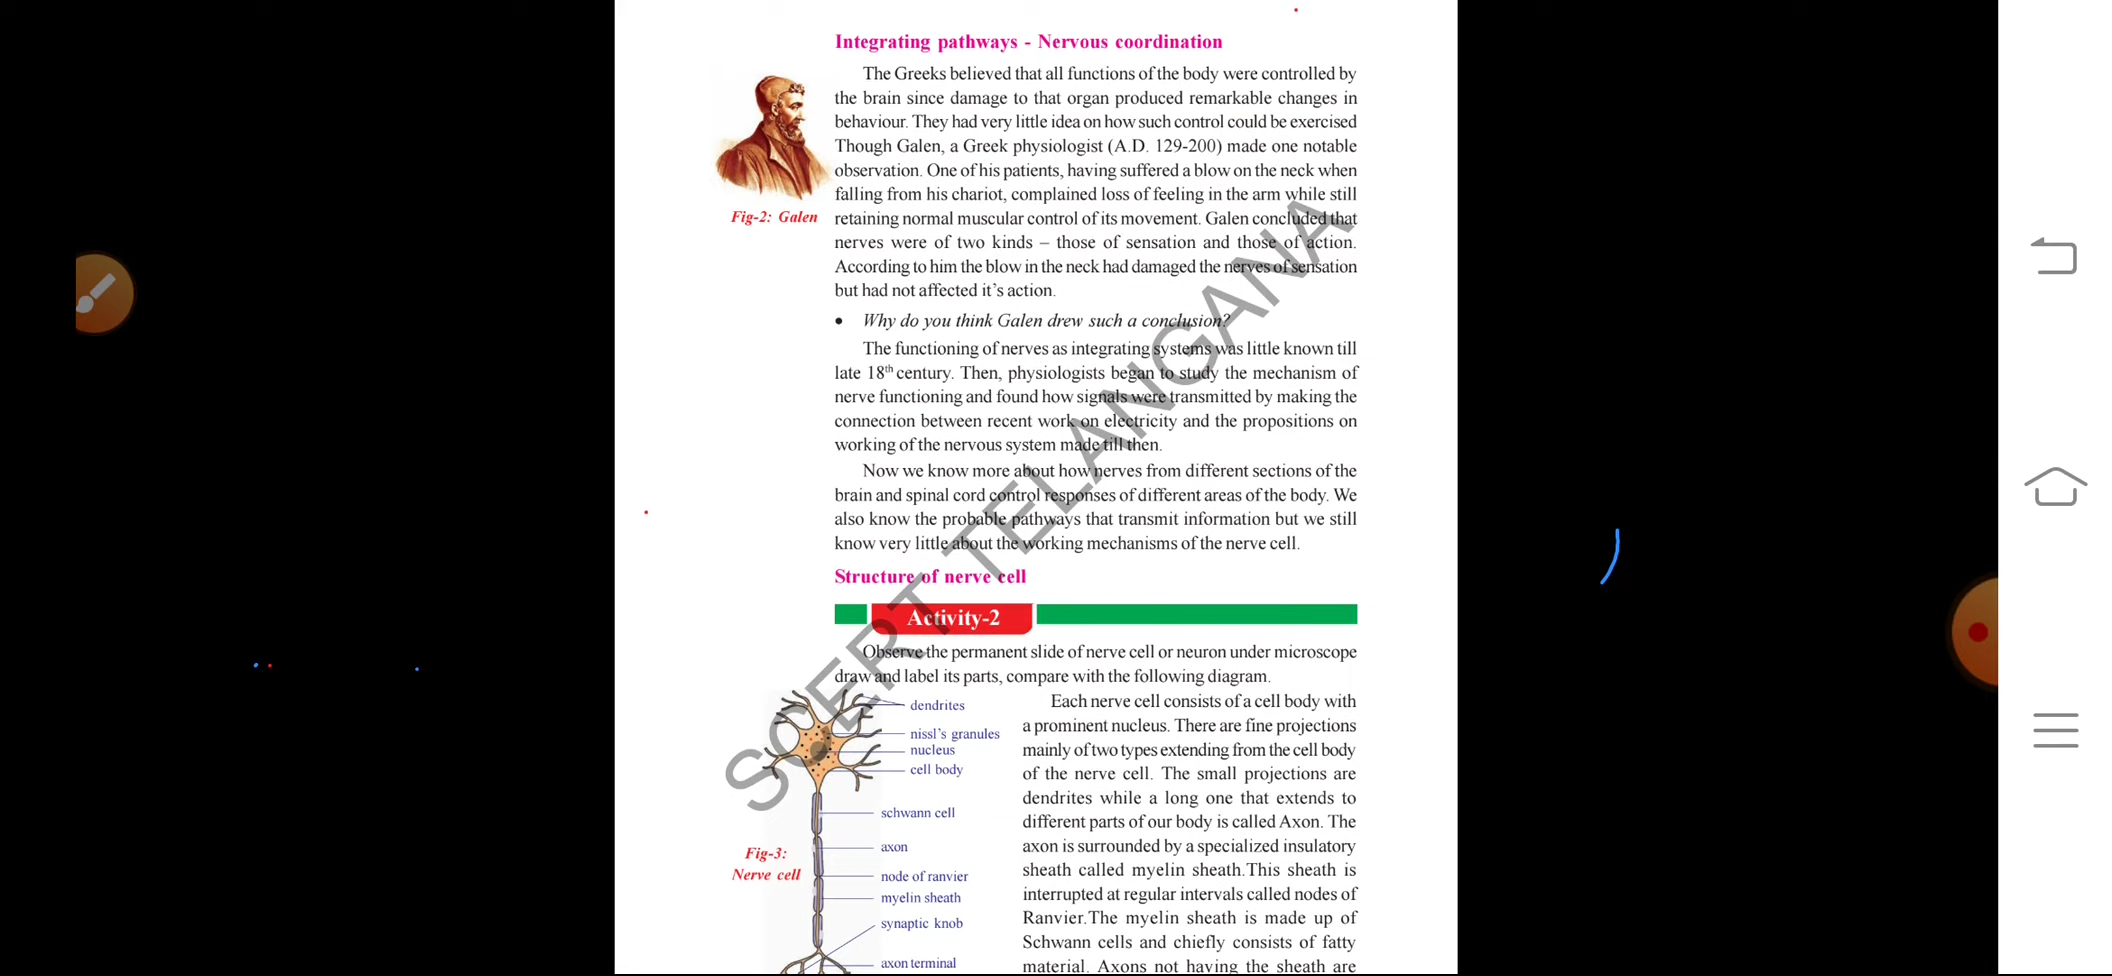 Integrating pathways - Nervous coordination
The Greeks believed that all functions of the body were controlled by
the brain since damage to that organ produced remarkable changes in
behaviour. They had very little idea on how such control could be exercised
Though Galen, a Greek physiologist (A.D. 129-200) made one notable
observation. One of his patients, having suffered a blow on the neck when
falling from his chariot, complained loss of feeling in the arm while still
retaining normal muscular control of its movement. Galen concluded that
nerves were of two kinds – those of sensation and those of action.
According to him the blow in the neck had damaged the nerves of sensation
but had not affected it's action.
Fig-2: Galen
• Why do you think Galen drew such a conclusion?
The functioning of nerves as integrating systems was little known till
late 18th century. Then, physiologists began to study the mechanism of
nerve functioning and found how signals were transmitted by making the
connection between recent work on electricity and the propositions on
working of the nervous system made till then.
Now we know more about how nerves from different sections of the
brain and spinal cord control responses of different areas of the body. We
also know the probable pathways that transmit information but we still
know very little about the working mechanisms of the nerve cell.
Structure of nerve cell
Activity-2
Observe the permanent slide of nerve cell or neuron under microscope
draw and label its parts, compare with the following diagram.
dendrites
nissl's granules
nucleus
cell body
schwann cell
axon
node of ranvier
myelin sheath
synaptic knob
axon terminal
Fig-3:
Nerve cell
Each nerve cell consists of a cell body with
a prominent nucleus. There are fine projections
mainly of two types extending from the cell body
of the nerve cell. The small projections are
dendrites while a long one that extends to
different parts of our body is called Axon. The
axon is surrounded by a specialized insulatory
sheath called myelin sheath.This sheath is
interrupted at regular intervals called nodes of
Ranvier.The myelin sheath is made up of
Schwann cells and chiefly consists of fatty
material. Axons not having the sheath are
SCERT TELANGANA